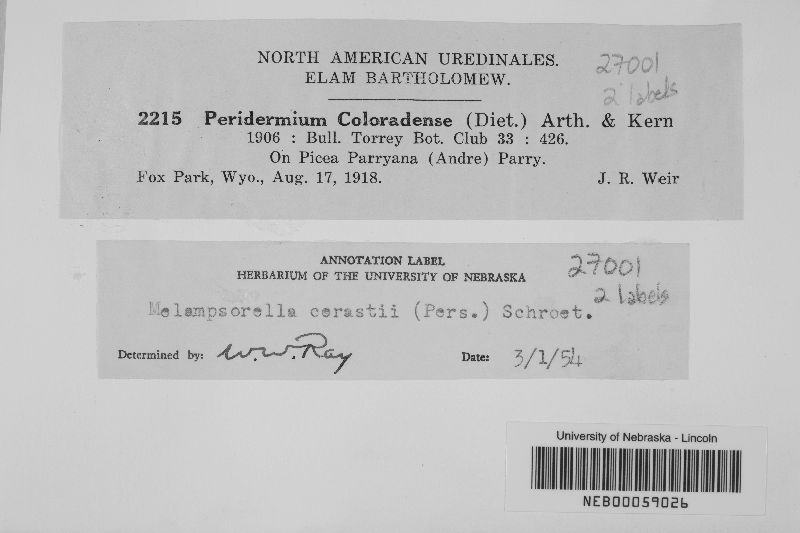 NORTH AMERICAN UREDINALES.
ELAM BARTHOLOMEW.
27001
2 labels
2215 Peridermium Coloradense (Diet.) Arth. & Kern
1906 : Bull. Torrey Bot. Club 33 : 426.
On Picea Parryana (Andre) Parry.
Fox Park, Wyo., Aug. 17, 1918. J. R. Weir
ANNOTATION LABEL
HERBARIUM OF THE UNIVERSITY OF NEBRASKA
27001
2 labels
Melampsorella cerastii (Pers.) Schroet.
Determined by: W.W. Ray Date: 3/1/54
University of Nebraska - Lincoln
NEB00059026